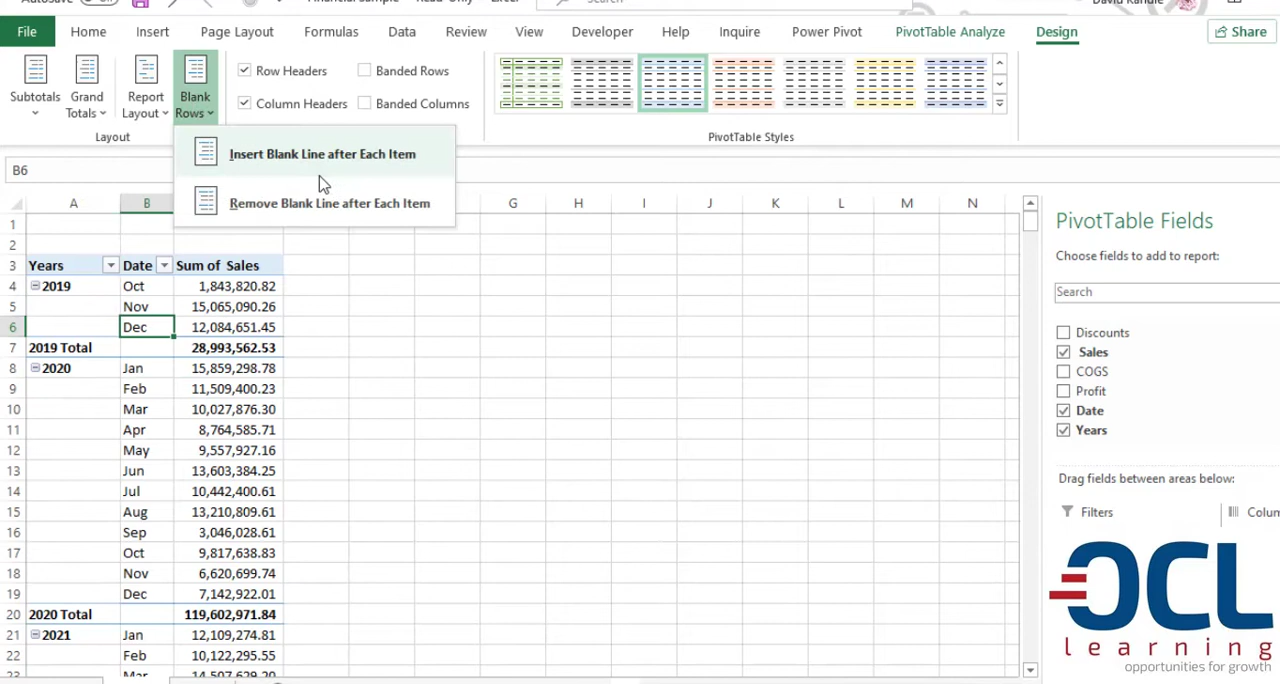 Read-Only
Excel
Search
File Home Insert Page Layout Formulas Data Review View Developer Help Inquire Power Pivot PivotTable Analyze Design Share
Subtotals Grand Totals Report Layout Blank Rows
Row Headers Banded Rows
Column Headers Banded Columns
Layout PivotTable Styles
Insert Blank Line after Each Item
Remove Blank Line after Each Item
B6
A B G H I J K L M N
1
2
3 Years Date Sum of Sales
4 2019 Oct 1,843,820.82
5 Nov 15,065,090.26
6 Dec 12,084,651.45
7 2019 Total 28,993,562.53
8 2020 Jan 15,859,298.78
9 Feb 11,509,400.23
10 Mar 10,027,876.30
11 Apr 8,764,585.71
12 May 9,557,927.16
13 Jun 13,603,384.25
14 Jul 10,442,400.61
15 Aug 13,210,809.61
16 Sep 3,046,028.61
17 Oct 9,817,638.83
18 Nov 6,620,699.74
19 Dec 7,142,922.01
20 2020 Total 119,602,971.84
21 2021 Jan 12,109,274.81
22 Feb 10,122,295.55
23 Mar 14,507,629.20
PivotTable Fields
Choose fields to add to report:
Search
Discounts
Sales
COGS
Profit
Date
Years
Drag fields between areas below:
Filters Colum
OCL
learning
opportunities for growth